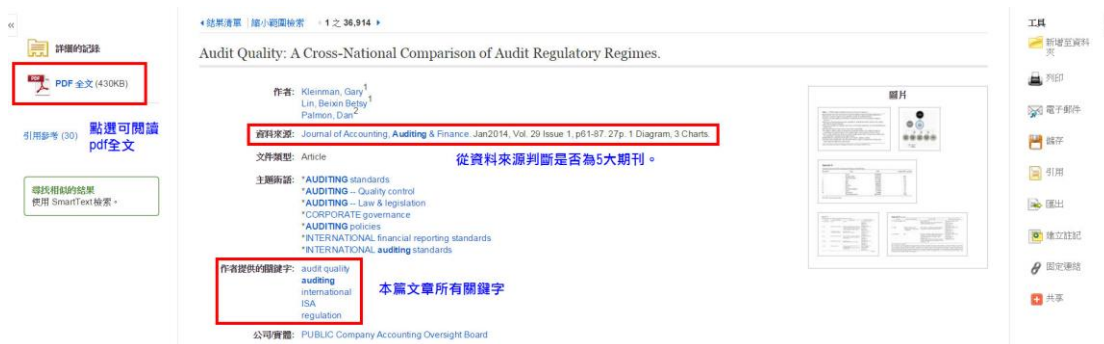 «
詳細的記錄
PDF 全文 (430KB)
引用參考 (30)
點選可閱讀
pdf全文
尋找相似的結果
使用 SmartText檢索。
結果清單 縮小範圍檢索 1 之 36,914
Audit Quality: A Cross-National Comparison of Audit Regulatory Regimes.
作者: Kleinman, Gary1
Lin, Beixin Betsy1
Palmon, Dan2
資料來源: Journal of Accounting, Auditing & Finance. Jan2014, Vol. 29 Issue 1, p61-87. 27p. 1 Diagram, 3 Charts.
文件類型: Article
從資料來源判斷是否為5大期刊。
主題術語: *AUDITING standards
*AUDITING -- Quality control
*AUDITING -- Law & legislation
*CORPORATE governance
*AUDITING policies
*INTERNATIONAL financial reporting standards
*INTERNATIONAL auditing standards
作者提供的關鍵字: audit quality
auditing
international
ISA
regulation
本篇文章所有關鍵字
公司/實體: PUBLIC Company Accounting Oversight Board
圖片
工具
新增至資料
夾
列印
電子郵件
儲存
引用
匯出
建立註記
固定連結
共享